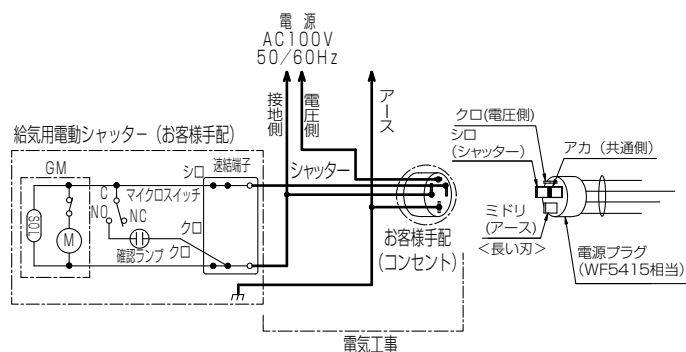 電 源
AC100V
50/60Hz
接地側
電圧側
アース
給気用電動シャッター（お客様手配）
GM
シロ
速結端子
シャッター
C
マイクロスイッチ
NO
NC
SOL
M
クロ
確認ランプ
クロ
お客様手配
（コンセント）
電気工事
クロ(電圧側)
シロ
（シャッター）
アカ（共通側）
ミドリ
(アース)
＜長い刃＞
電源プラグ
(WF5415相当)